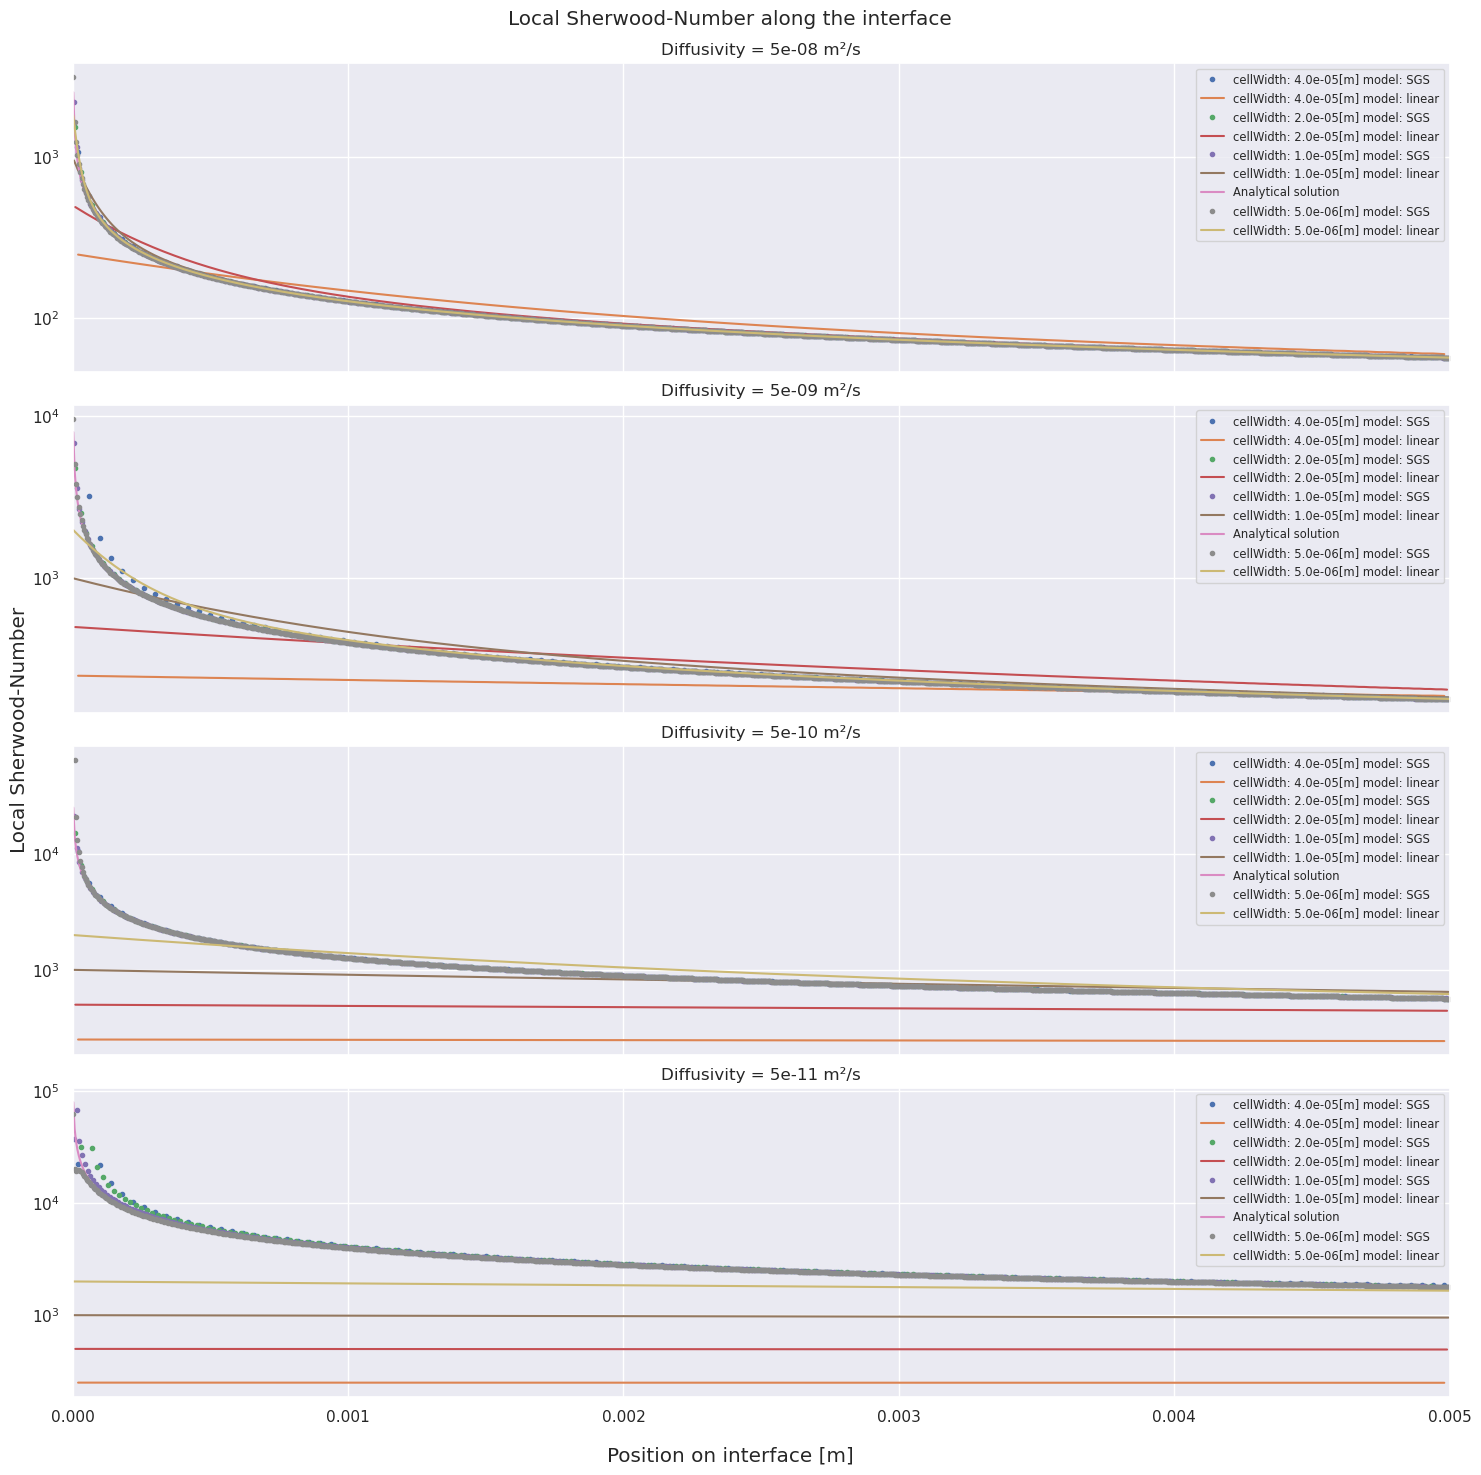 Local Sherwood-Number along the interface
Diffusivity = 5e-08 m²/s
10³
10²
cellWidth: 4.0e-05[m] model: SGS
cellWidth: 4.0e-05[m] model: linear
cellWidth: 2.0e-05[m] model: SGS
cellWidth: 2.0e-05[m] model: linear
cellWidth: 1.0e-05[m] model: SGS
cellWidth: 1.0e-05[m] model: linear
Analytical solution
cellWidth: 5.0e-06[m] model: SGS
cellWidth: 5.0e-06[m] model: linear
Diffusivity = 5e-09 m²/s
10⁴
10³
cellWidth: 4.0e-05[m] model: SGS
cellWidth: 4.0e-05[m] model: linear
cellWidth: 2.0e-05[m] model: SGS
cellWidth: 2.0e-05[m] model: linear
cellWidth: 1.0e-05[m] model: SGS
cellWidth: 1.0e-05[m] model: linear
Analytical solution
cellWidth: 5.0e-06[m] model: SGS
cellWidth: 5.0e-06[m] model: linear
Local Sherwood-Number
Diffusivity = 5e-10 m²/s
10⁴
10³
cellWidth: 4.0e-05[m] model: SGS
cellWidth: 4.0e-05[m] model: linear
cellWidth: 2.0e-05[m] model: SGS
cellWidth: 2.0e-05[m] model: linear
cellWidth: 1.0e-05[m] model: SGS
cellWidth: 1.0e-05[m] model: linear
Analytical solution
cellWidth: 5.0e-06[m] model: SGS
cellWidth: 5.0e-06[m] model: linear
Diffusivity = 5e-11 m²/s
10⁵
10⁴
10³
cellWidth: 4.0e-05[m] model: SGS
cellWidth: 4.0e-05[m] model: linear
cellWidth: 2.0e-05[m] model: SGS
cellWidth: 2.0e-05[m] model: linear
cellWidth: 1.0e-05[m] model: SGS
cellWidth: 1.0e-05[m] model: linear
Analytical solution
cellWidth: 5.0e-06[m] model: SGS
cellWidth: 5.0e-06[m] model: linear
0.000 0.001 0.002 0.003 0.004 0.005
Position on interface [m]